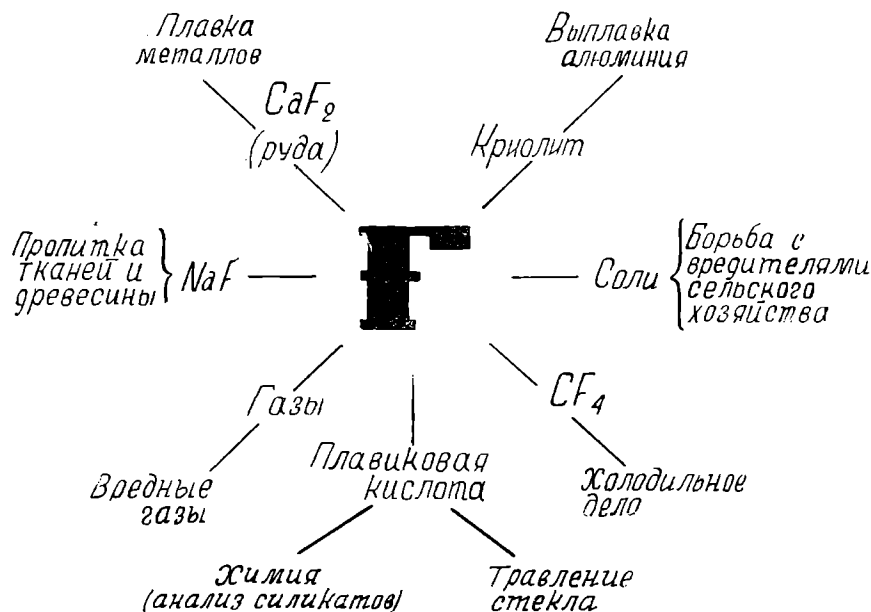 Плавка
металлов
CaF₂
(руда)
Выплавка
алюминия
Криолит
Пропитка
тканей и
древесины
NaF
F
Соли
Борьба с
вредителями
сельского
хозяйства
Газы
Вредные
газы
Плавиковая
кислота
Химия
(анализ силикатов)
Травление
стекла
CF₄
Холодильное
дело